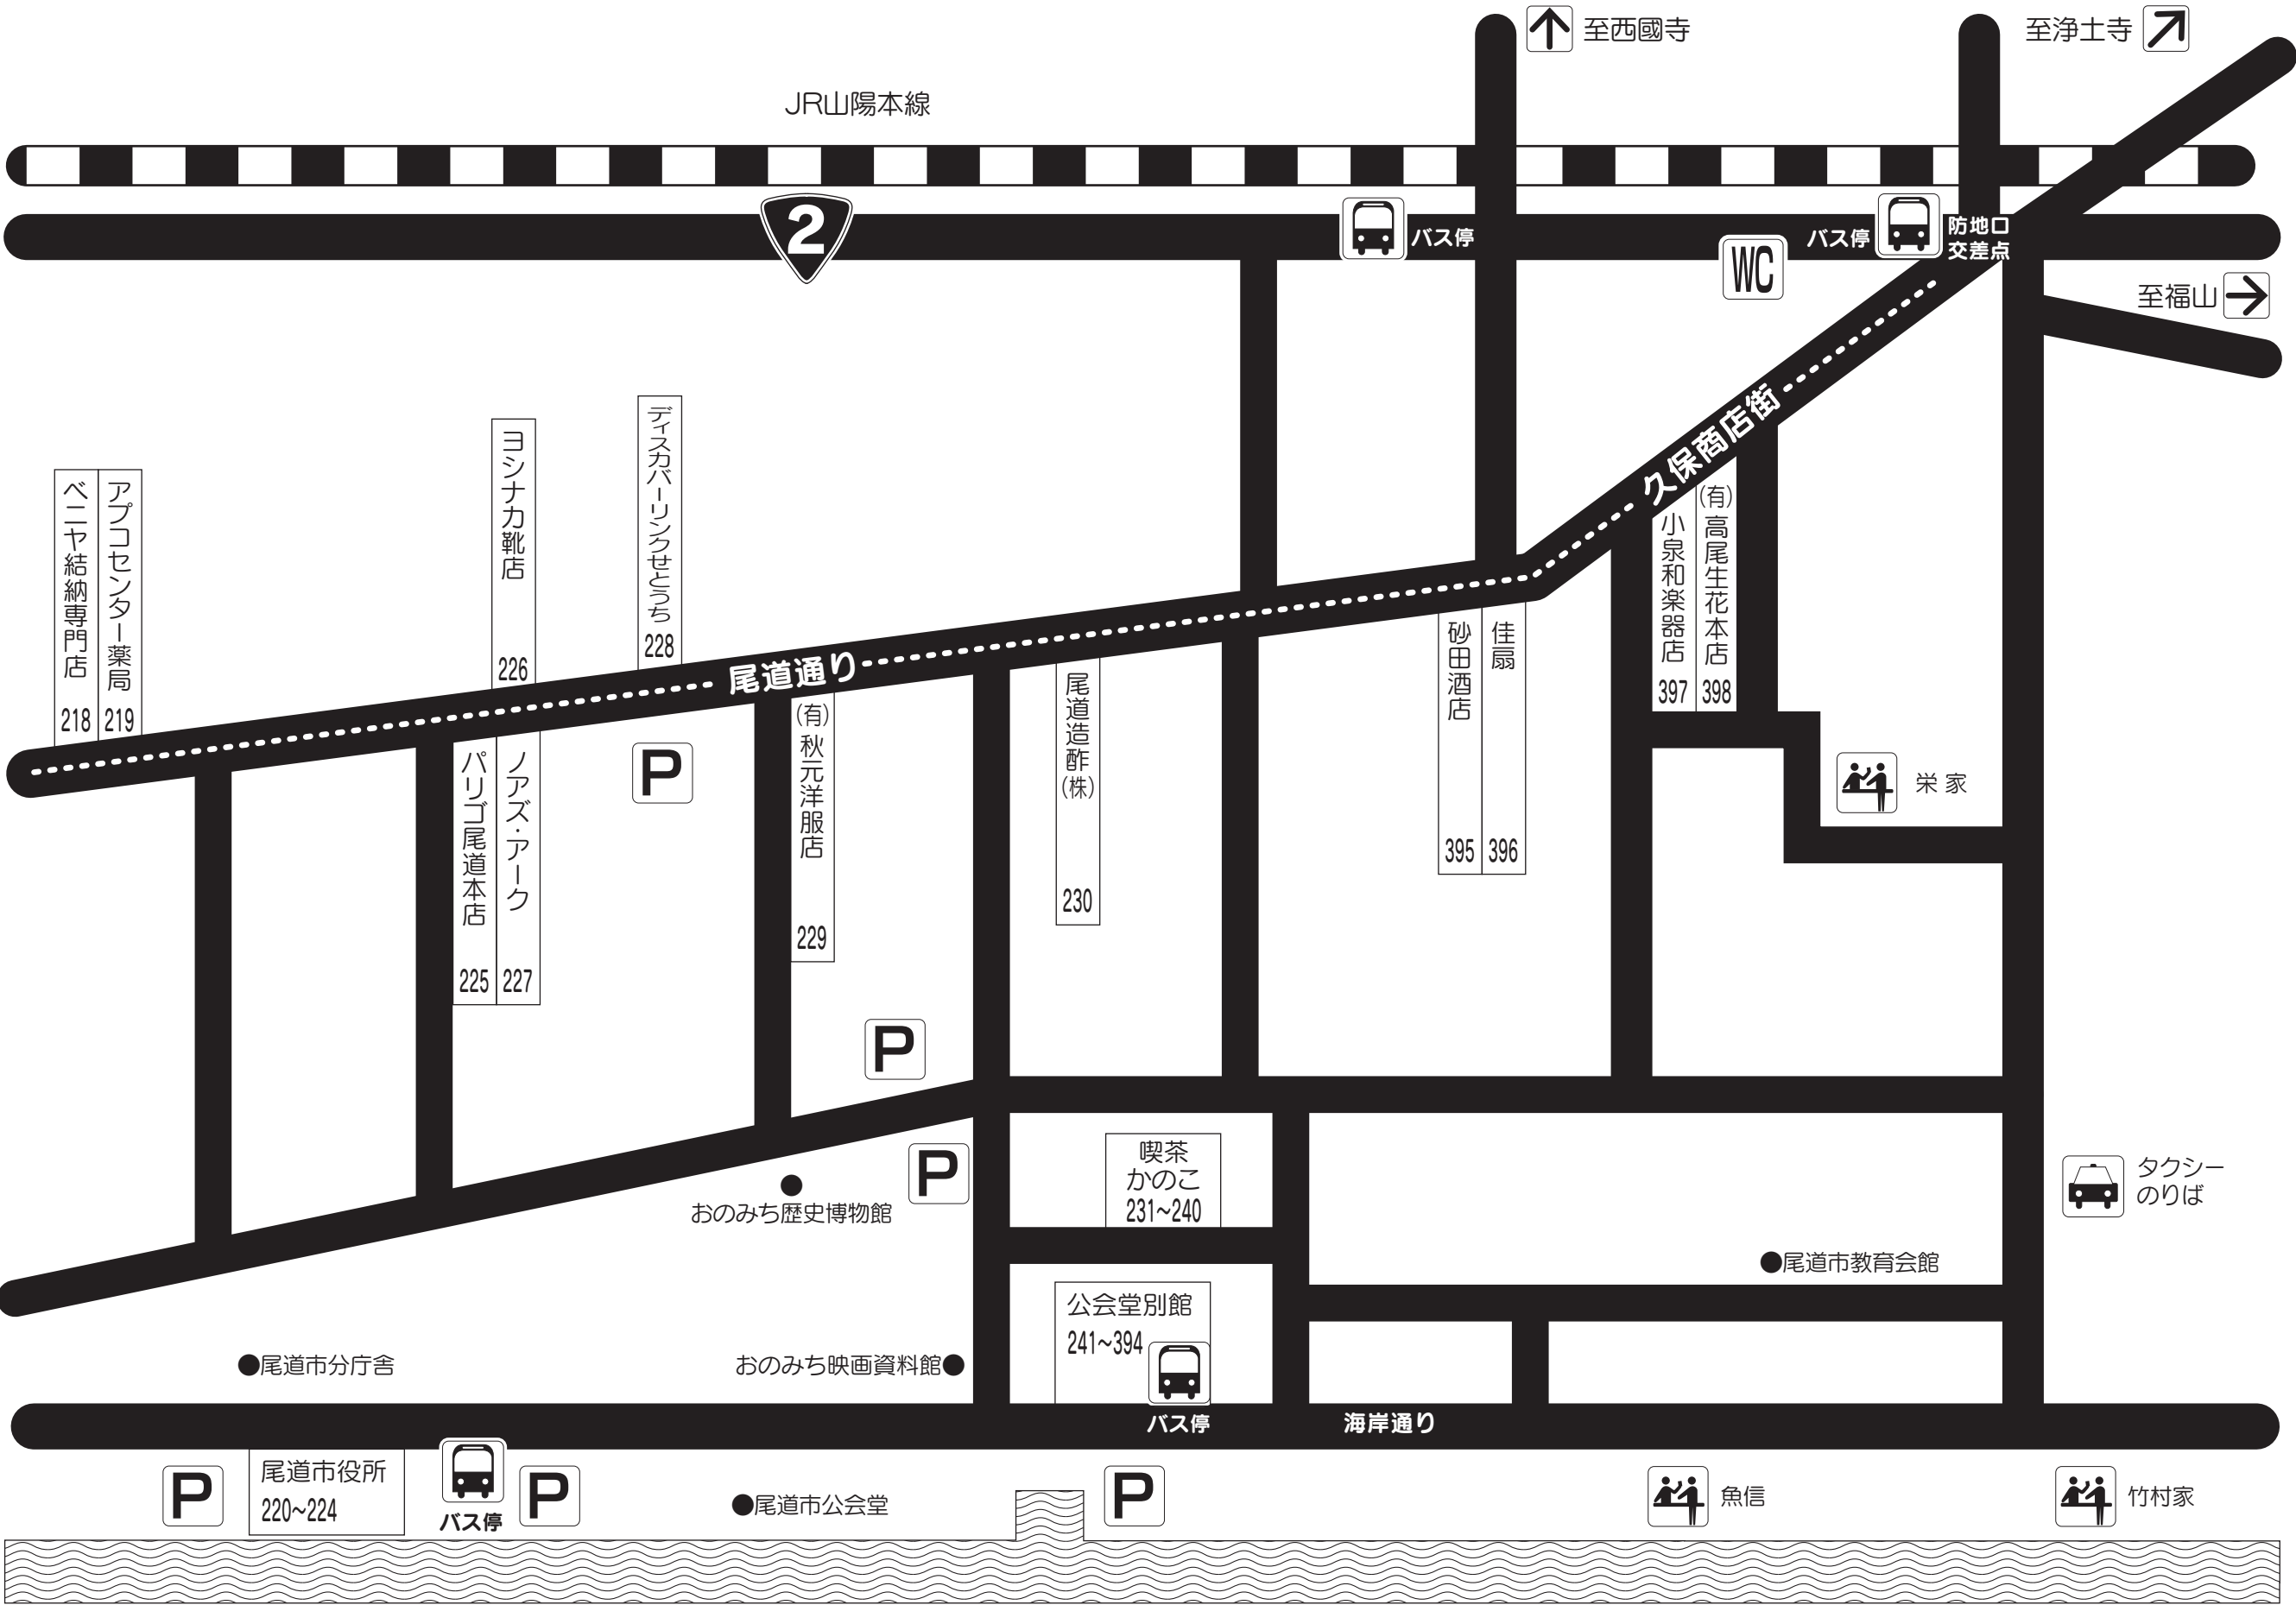 至西國寺
至浄土寺
JR山陽本線
2
バス停
バス停
防地口
交差点
WC
至福山
久保商店街
尾道通り
ベニヤ結納専門店
218
アプコセンター薬局
219
ヨシナカ靴店
226
ディスカバーリンクせとうち
228
パリゴ尾道本店
225
ノアズ・アーク
227
P
(有)秋元洋服店
229
尾道造酢(株)
230
砂田酒店
395
佳扇
396
小泉和楽器店
397
(有)高尾生花本店
398
栄家
P
P
おのみち歴史博物館
喫茶
かのこ
231〜240
タクシー
のりば
尾道市教育会館
公会堂別館
241〜394
バス停
尾道市分庁舎
おのみち映画資料館
海岸通り
P
尾道市役所
220〜224
バス停
P
尾道市公会堂
P
魚信
竹村家